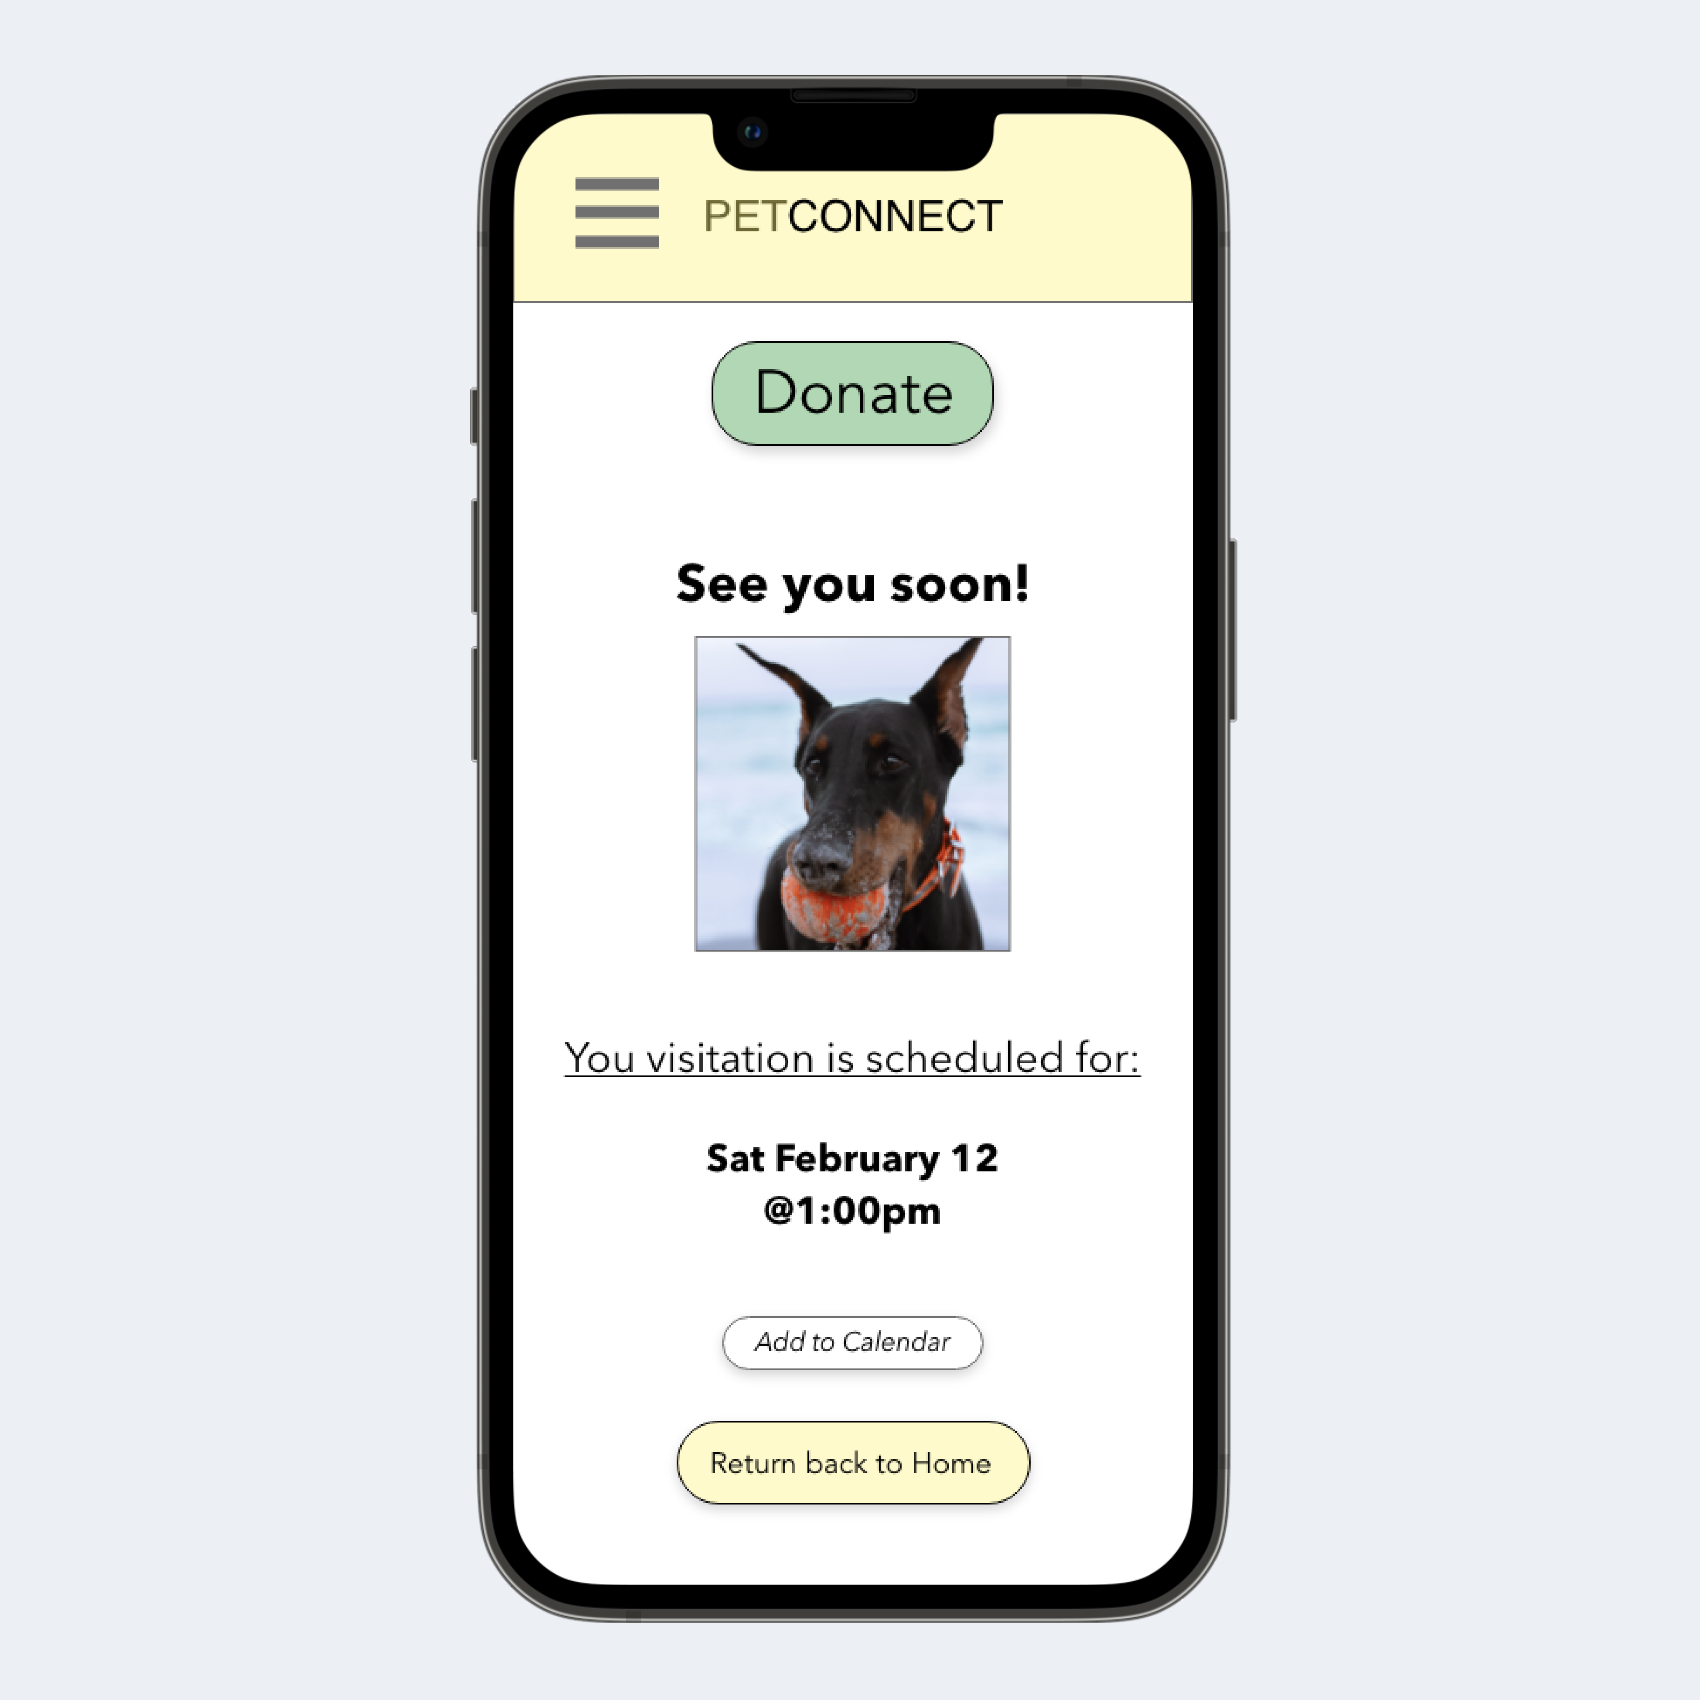 PETCONNECT
Donate
See you soon!
You visitation is scheduled for:
Sat February 12
@1:00pm
Add to Calendar
Return back to Home